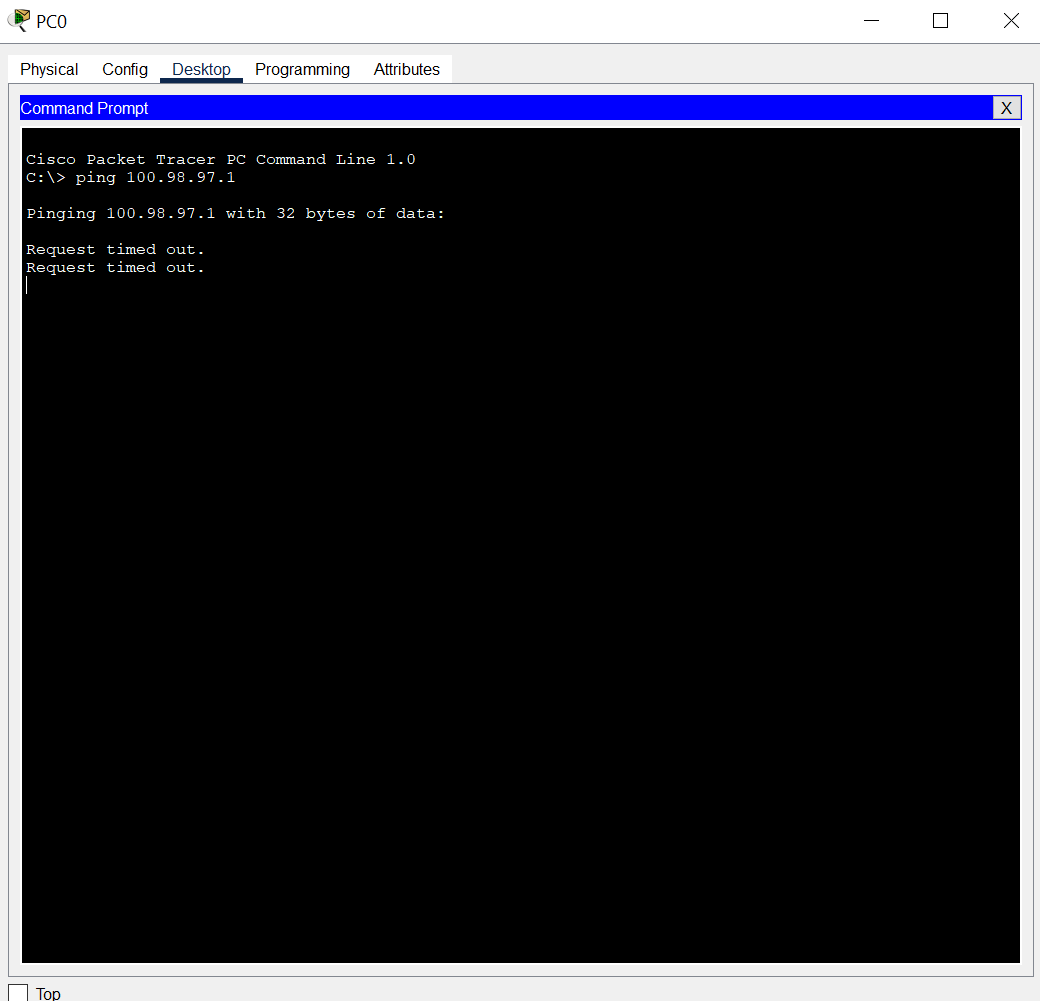 PC0
Physical Config Desktop Programming Attributes
Command Prompt X
Cisco Packet Tracer PC Command Line 1.0
C:\> ping 100.98.97.1
Pinging 100.98.97.1 with 32 bytes of data:
Request timed out.
Request timed out.
Top